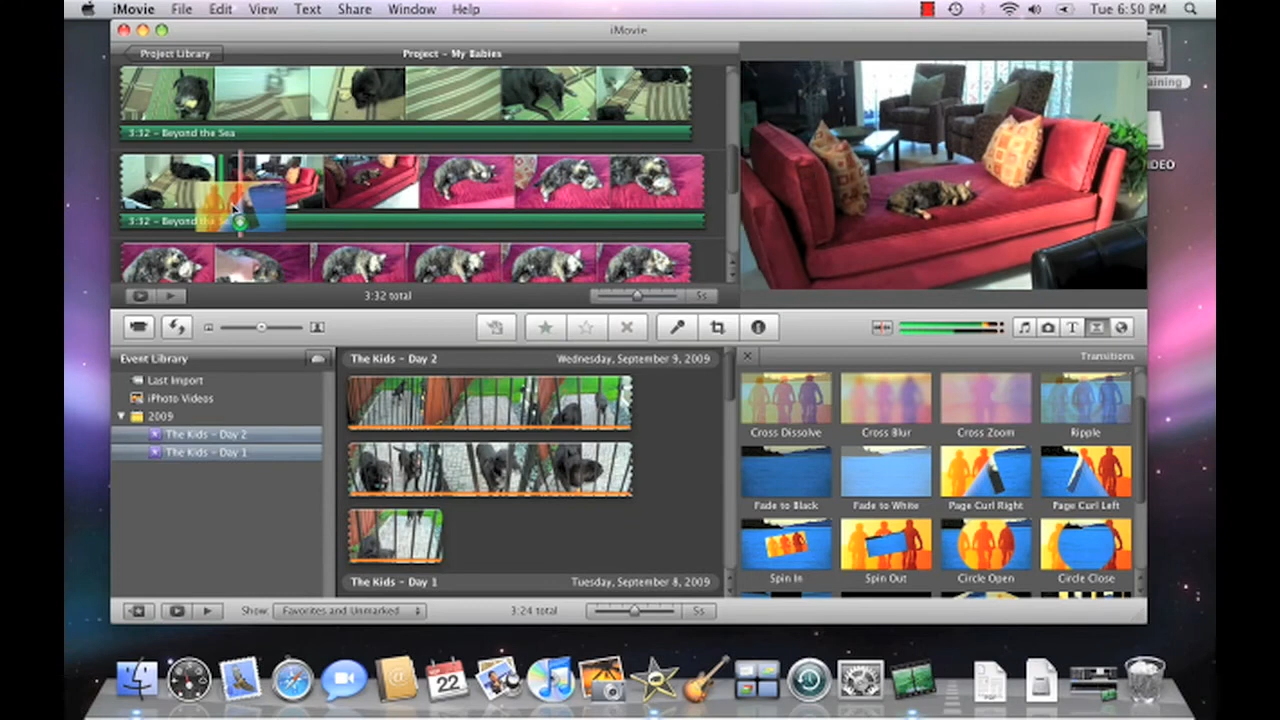 iMovie File Edit View Text Share Window Help
Tue 6:50 PM
iMovie
Project Library
Project - My Babies
aining
3:32 - Beyond the Sea
DEO
3:32 - Beyond the Se
3:32 total
5s
Event Library
Last Import
iPhoto Videos
2009
The Kids - Day 2
The Kids - Day 1
The Kids - Day 2
Wednesday, September 9, 2009
The Kids - Day 1
Tuesday, September 8, 2009
Transitions
Cross Dissolve Cross Blur Cross Zoom Ripple
Fade to Black Fade to White Page Curl Right Page Curl Left
Spin In Spin Out Circle Open Circle Close
Show: Favorites and Unmarked
3:24 total
5s
22